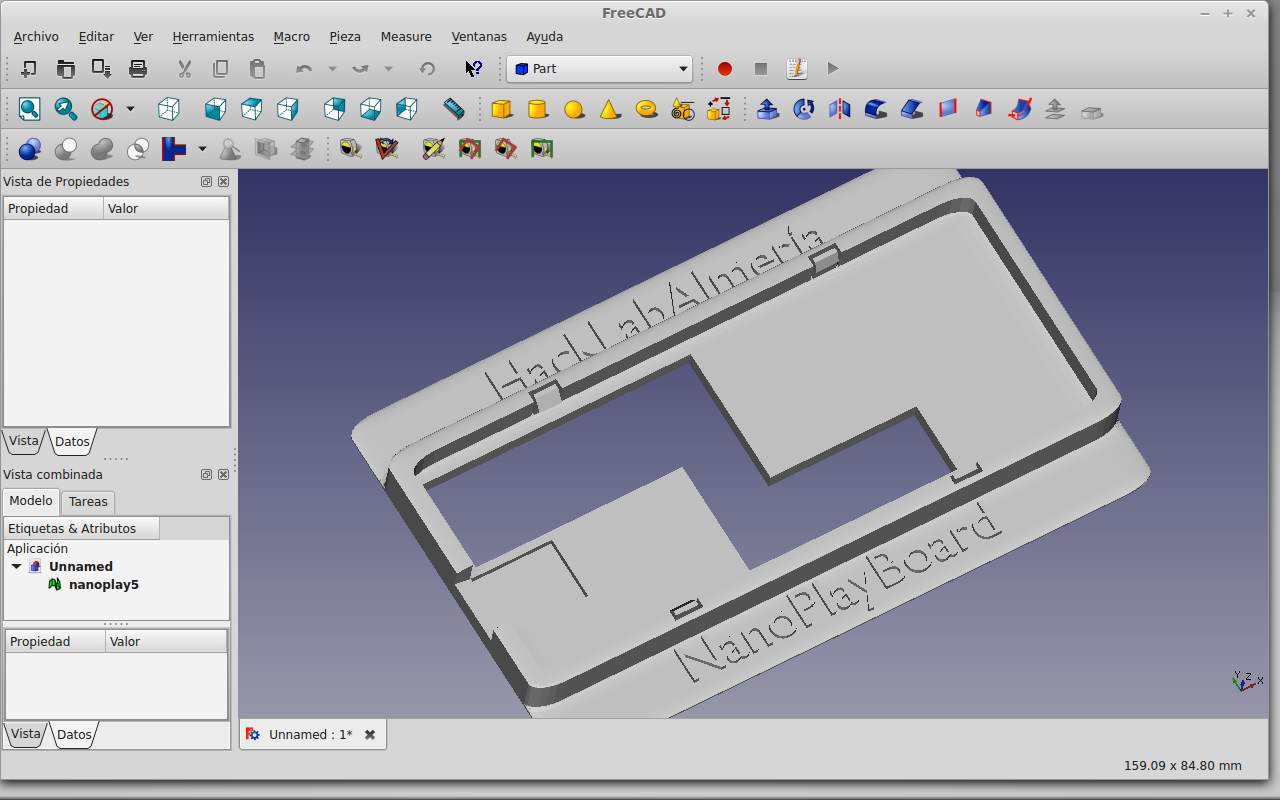 FreeCAD
Archivo Editar Ver Herramientas Macro Pieza Measure Ventanas Ayuda
Part
Vista de Propiedades
Propiedad Valor
Vista Datos
Vista combinada
Modelo Tareas
Etiquetas & Atributos
Aplicación
Unnamed
nanoplay5
Propiedad Valor
Vista Datos
HackLabAlmería
NanoPlayBoard
Y Z X
Unnamed : 1*
159.09 x 84.80 mm